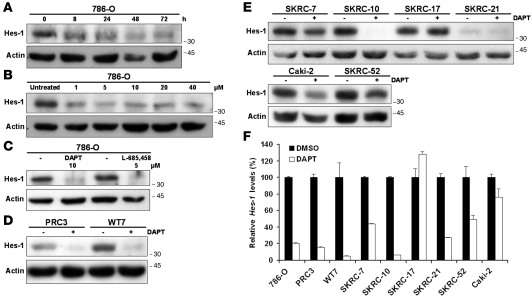 A
786-O
0 8 24 48 72 h
Hes-1
-30
Actin
-45
B
786-O
Untreated 1 5 10 20 40 μM
Hes-1
-30
Actin
-45
C
786-O
- DAPT 10 - L-685,458 5 μM
Hes-1
-30
Actin
-45
D
PRC3 WT7
- + - + DAPT
Hes-1
-30
Actin
-45
E
SKRC-7 SKRC-10 SKRC-17 SKRC-21
DAPT
- + - + - + - +
Hes-1
-30
Actin
-45
Caki-2 SKRC-52
- + - + DAPT
Hes-1
-30
Actin
-45
F
Relative Hes-1 levels (%)
140
120
100
80
60
40
20
0
DMSO
DAPT
786-O PRC3 WT7 SKRC-7 SKRC-10 SKRC-17 SKRC-21 SKRC-52 Caki-2